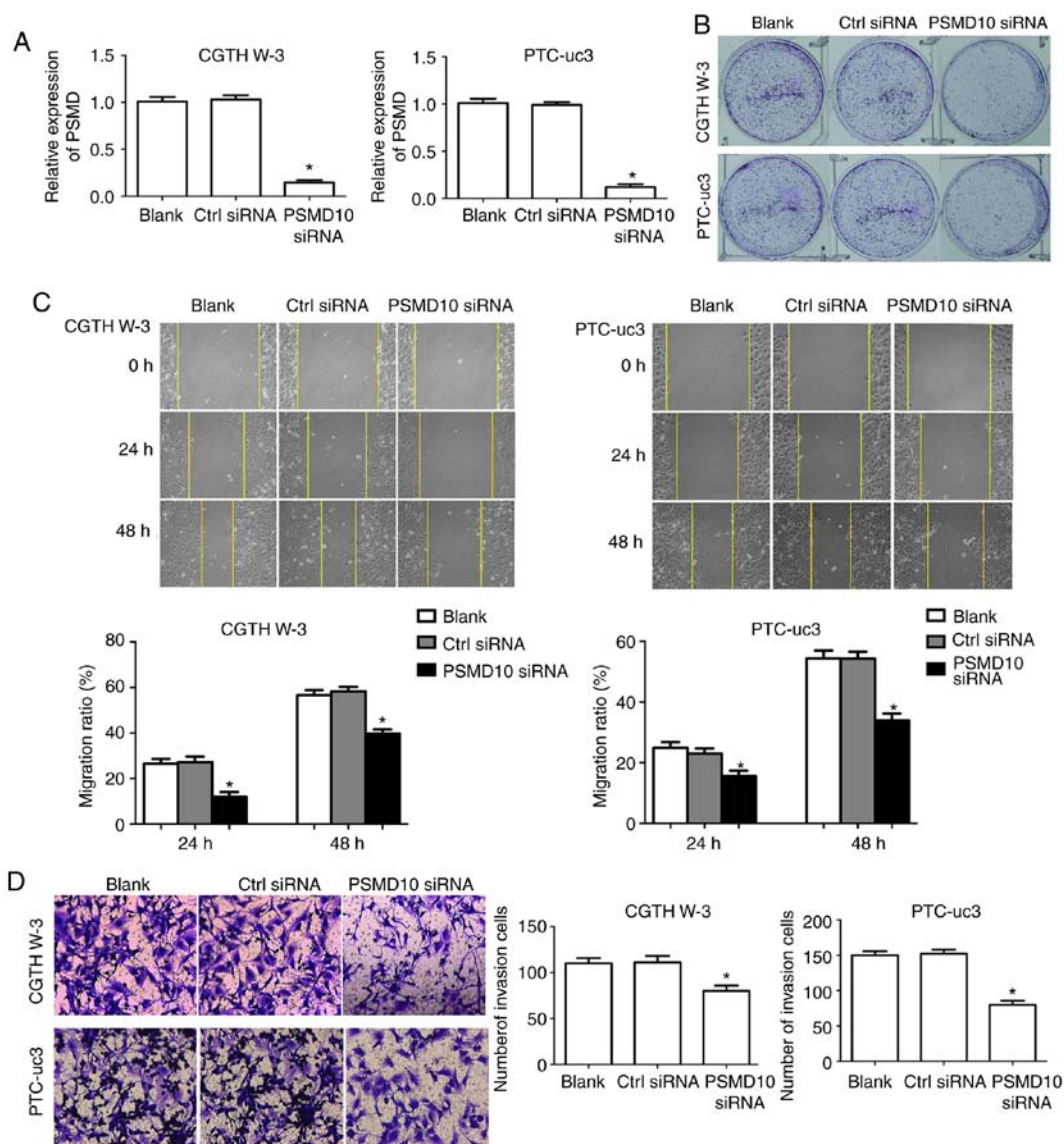 A
CGTH W-3
Relative expression
of PSMD
1.5
1.0
0.5
0.0
Blank
Ctrl siRNA
PSMD10
siRNA
*
PTC-uc3
Relative expression
of PSMD
1.5
1.0
0.5
0.0
Blank
Ctrl siRNA
PSMD10
siRNA
*
B
Blank
Ctrl siRNA
PSMD10 siRNA
CGTH W-3
PTC-uc3
C
Blank
Ctrl siRNA
PSMD10 siRNA
CGTH W-3
0 h
24 h
48 h
Blank
Ctrl siRNA
PSMD10 siRNA
PTC-uc3
0 h
24 h
48 h
CGTH W-3
Blank
Ctrl siRNA
PSMD10 siRNA
Migration ratio (%)
80
60
40
20
0
*
*
24 h
48 h
PTC-uc3
Blank
Ctrl siRNA
PSMD10
siRNA
Migration ratio (%)
60
40
20
0
*
*
24 h
48 h
D
Blank
Ctrl siRNA
PSMD10 siRNA
CGTH W-3
PTC-uc3
CGTH W-3
Numberof invasion cells
150
100
50
0
*
Blank
Ctrl siRNA
PSMD10
siRNA
PTC-uc3
Number of invasion cells
200
150
100
50
0
*
Blank
Ctrl siRNA
PSMD10
siRNA